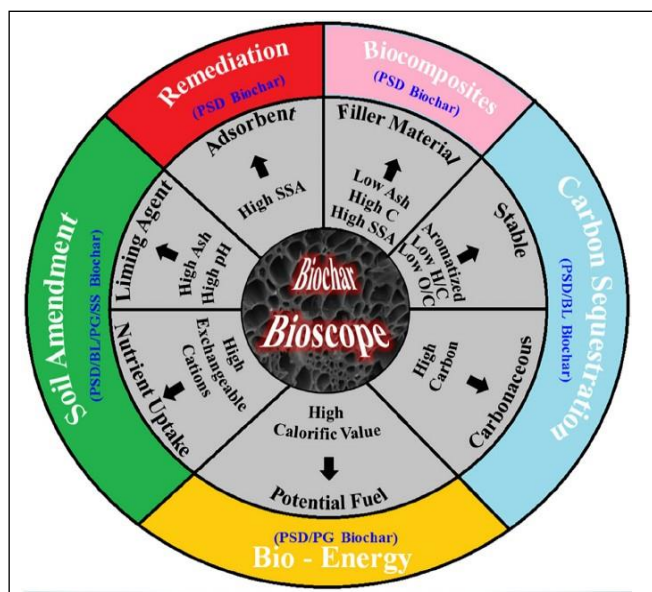 Remediation
(PSD Biochar)
Adsorbent
High SSA
Biocomposites
(PSD Biochar)
Filler Material
Low Ash
High C
High SSA
Carbon Sequestration
(PSD/BL Biochar)
Stable
Aromatized
Low H/C
Low O/C
Carbonaceous
High
Carbon
Bio - Energy
(PSD/PG Biochar)
Potential Fuel
High
Calorific Value
Soil Amendment
(PSD/BL/PG/SS Biochar)
Nutrient Uptake
High
Exchangeable
Cations
Liming Agent
High Ash
High pH
Biochar
Bioscope